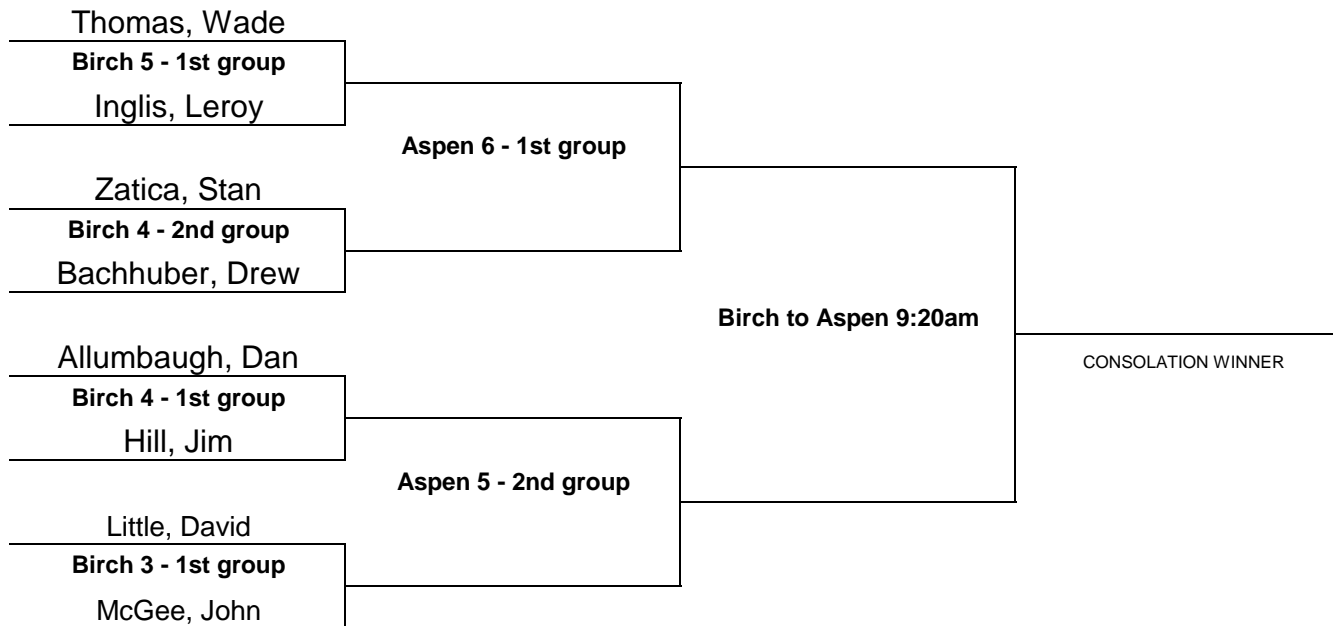 Thomas, Wade
Birch 5 - 1st group
Inglis, Leroy
Aspen 6 - 1st group
Zatica, Stan
Birch 4 - 2nd group
Bachhuber, Drew
Birch to Aspen 9:20am
Allumbaugh, Dan
CONSOLATION WINNER
Birch 4 - 1st group
Hill, Jim
Aspen 5 - 2nd group
Little, David
Birch 3 - 1st group
McGee, John